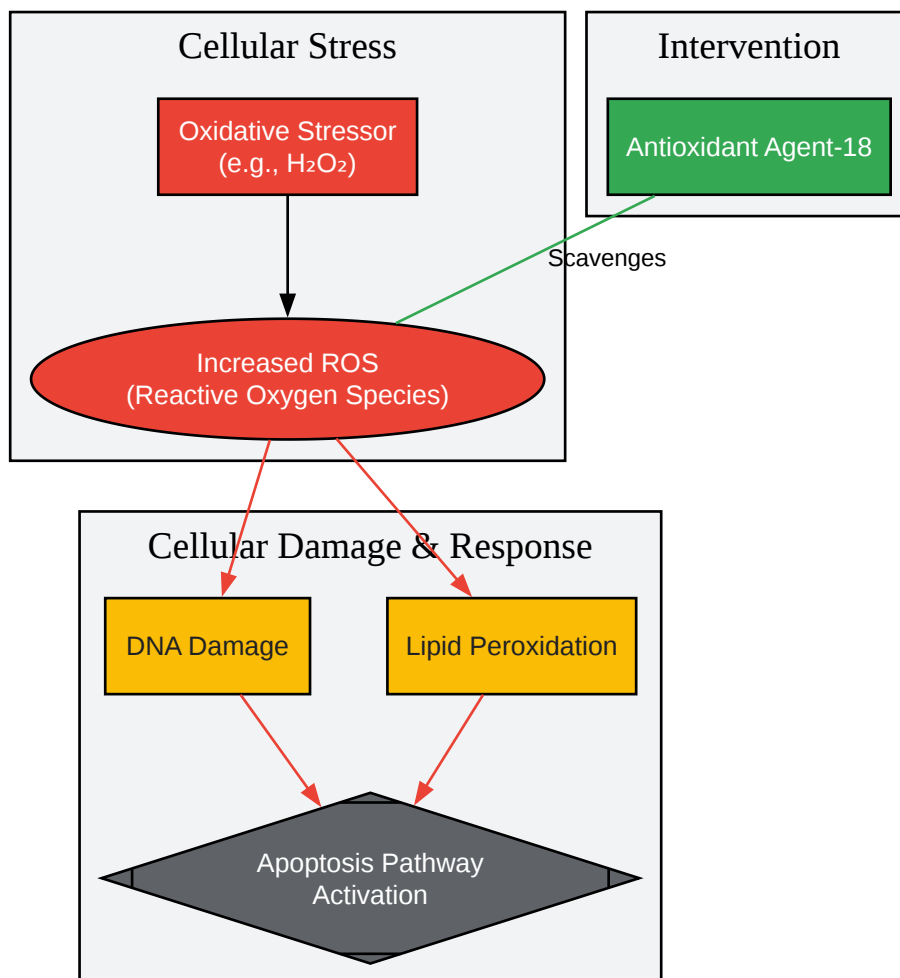 Cellular Stress
Intervention
Oxidative Stressor
(e.g., H₂O₂)
Antioxidant Agent-18
Scavenges
Increased ROS
(Reactive Oxygen Species)
Cellular Damage & Response
DNA Damage
Lipid Peroxidation
Apoptosis Pathway
Activation